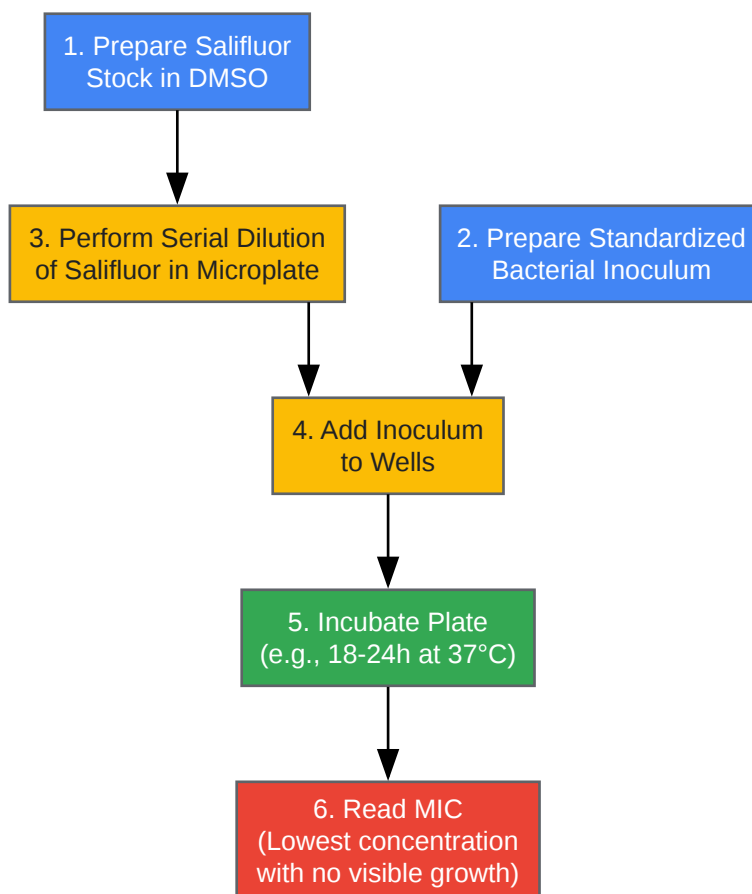 1. Prepare Salifluor
Stock in DMSO
3. Perform Serial Dilution
of Salifluor in Microplate
2. Prepare Standardized
Bacterial Inoculum
4. Add Inoculum
to Wells
5. Incubate Plate
(e.g., 18-24h at 37°C)
6. Read MIC
(Lowest concentration
with no visible growth)